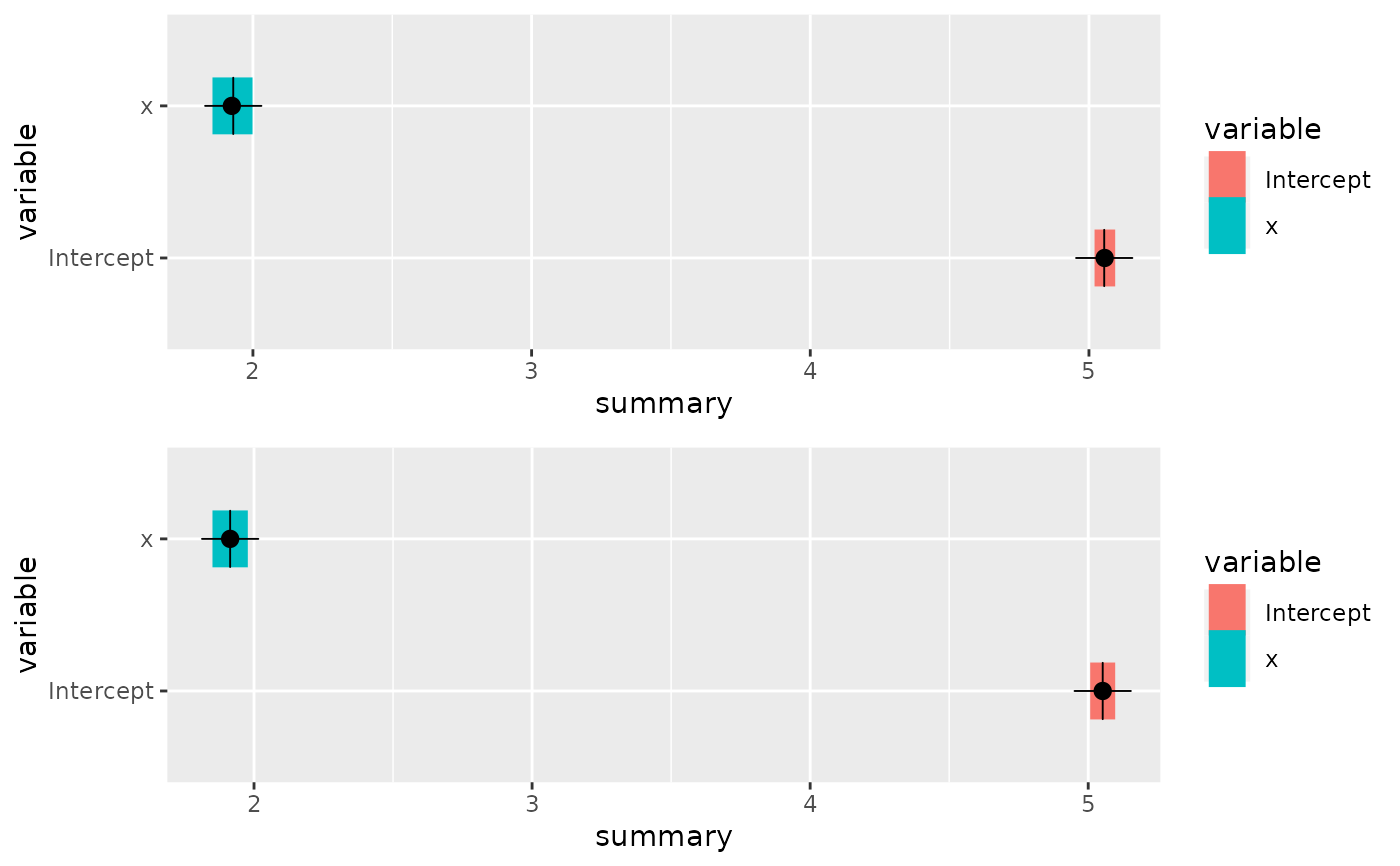 variable
x
Intercept
2 3 4 5
summary
variable
Intercept
x
variable
x
Intercept
2 3 4 5
summary
variable
Intercept
x